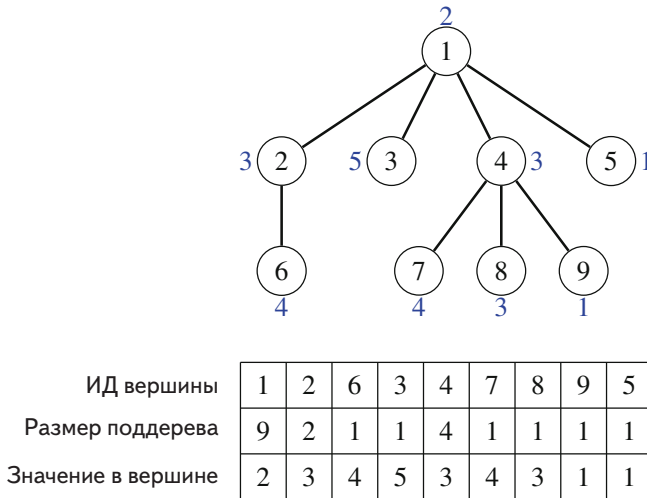 2
1
3 2 5 3 4 3 5 1
6 7 8 9
4 4 3 1
ИД вершины 1 2 6 3 4 7 8 9 5
Размер поддерева 9 2 1 1 4 1 1 1 1
Значение в вершине 2 3 4 5 3 4 3 1 1